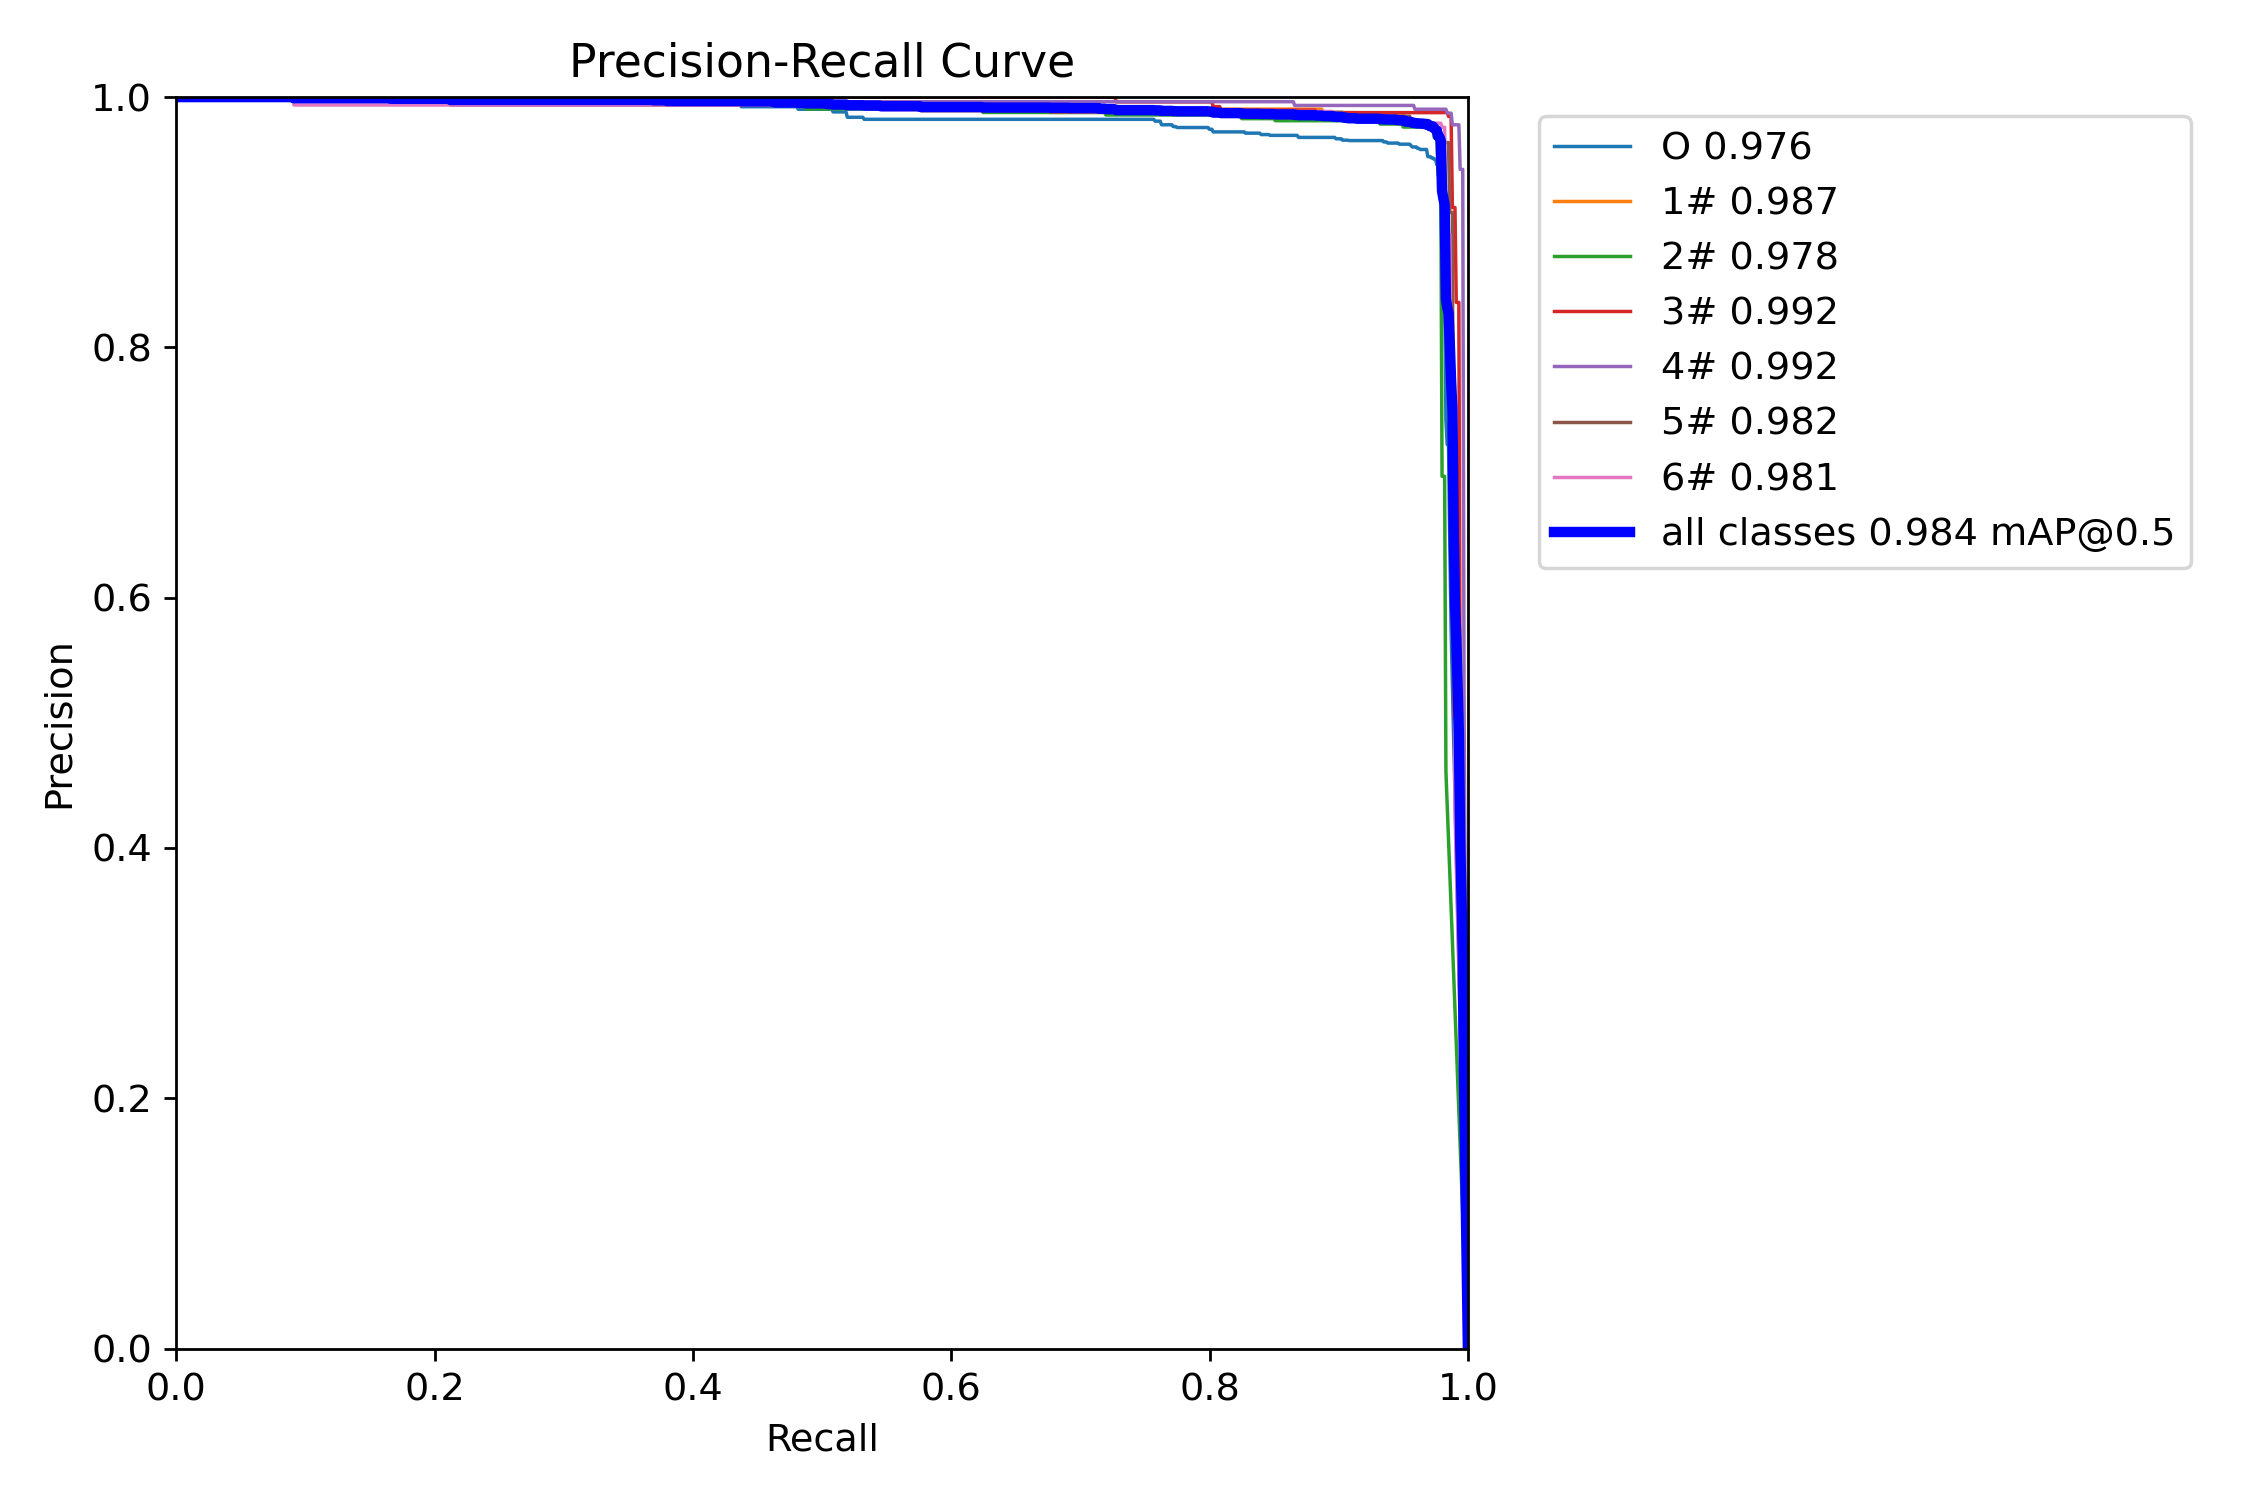 Precision-Recall Curve
1.0
0.8
0.6
0.4
0.2
0.0
Precision
0.0 0.2 0.4 0.6 0.8 1.0
Recall
O 0.976
1# 0.987
2# 0.978
3# 0.992
4# 0.992
5# 0.982
6# 0.981
all classes 0.984 mAP@0.5